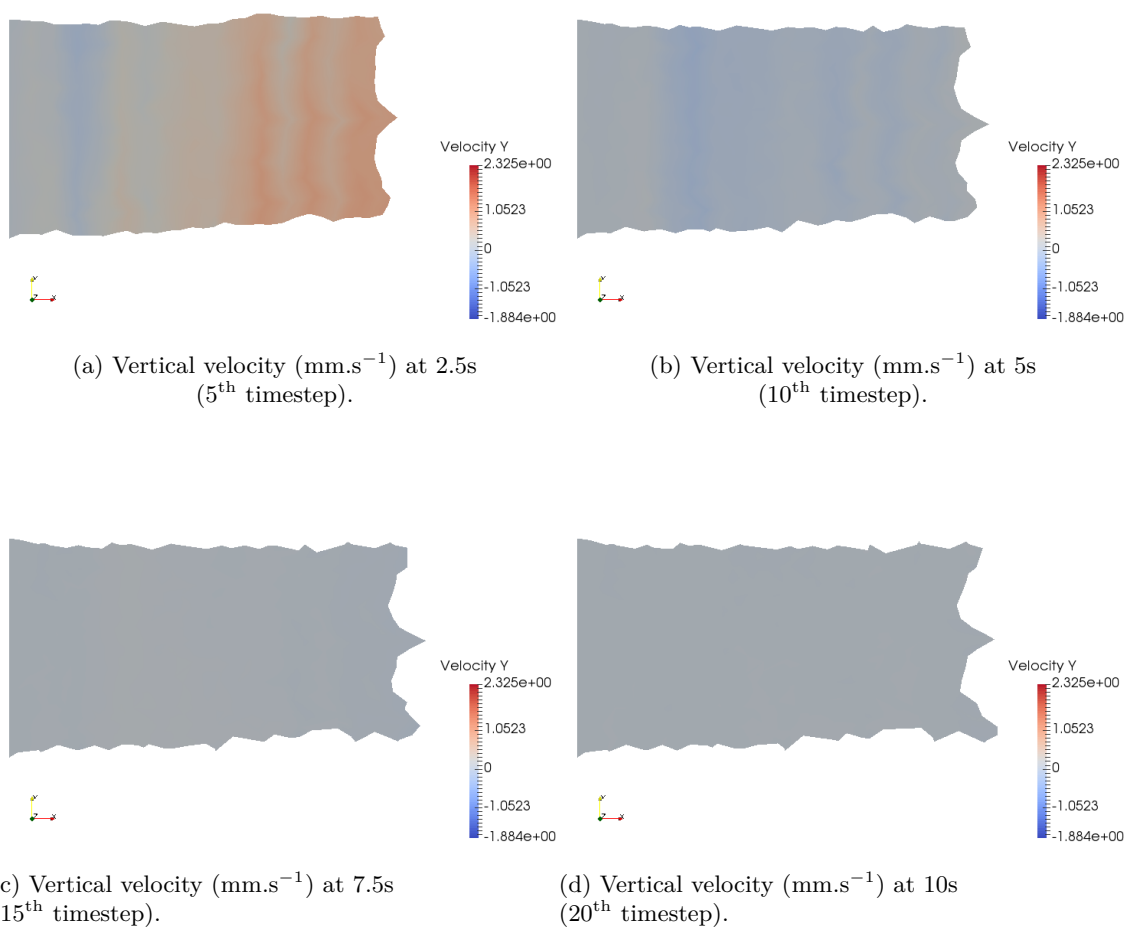 Velocity Y
2.325e+00
1.0523
0
-1.0523
-1.884e+00
Y
Z
X
(a) Vertical velocity (mm.s⁻¹) at 2.5s
(5ᵗʰ timestep).
Velocity Y
2.325e+00
1.0523
0
-1.0523
-1.884e+00
Y
Z
X
(b) Vertical velocity (mm.s⁻¹) at 5s
(10ᵗʰ timestep).
Velocity Y
2.325e+00
1.0523
0
-1.0523
-1.884e+00
Y
Z
X
c) Vertical velocity (mm.s⁻¹) at 7.5s
15ᵗʰ timestep).
Velocity Y
2.325e+00
1.0523
0
-1.0523
-1.884e+00
Y
Z
X
(d) Vertical velocity (mm.s⁻¹) at 10s
(20ᵗʰ timestep).